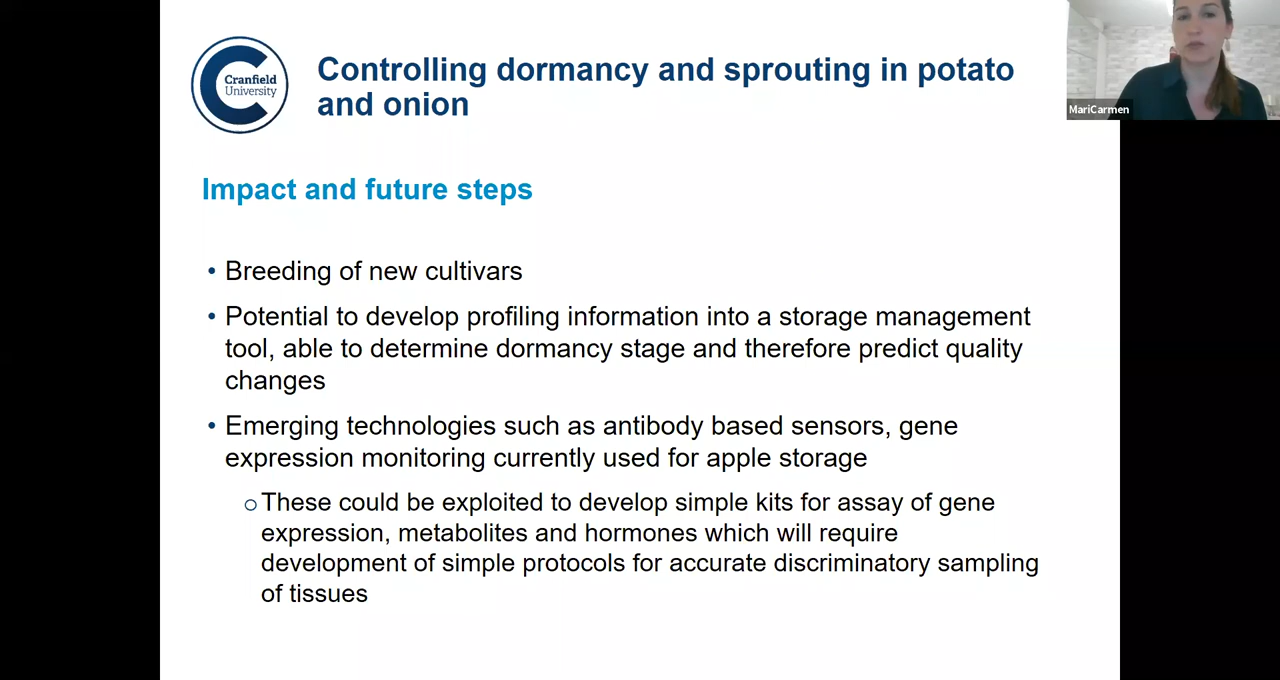 Cranfield
University
Controlling dormancy and sprouting in potato
and onion
MariCarmen
Impact and future steps
• Breeding of new cultivars
• Potential to develop profiling information into a storage management
tool, able to determine dormancy stage and therefore predict quality
changes
• Emerging technologies such as antibody based sensors, gene
expression monitoring currently used for apple storage
o These could be exploited to develop simple kits for assay of gene
expression, metabolites and hormones which will require
development of simple protocols for accurate discriminatory sampling
of tissues